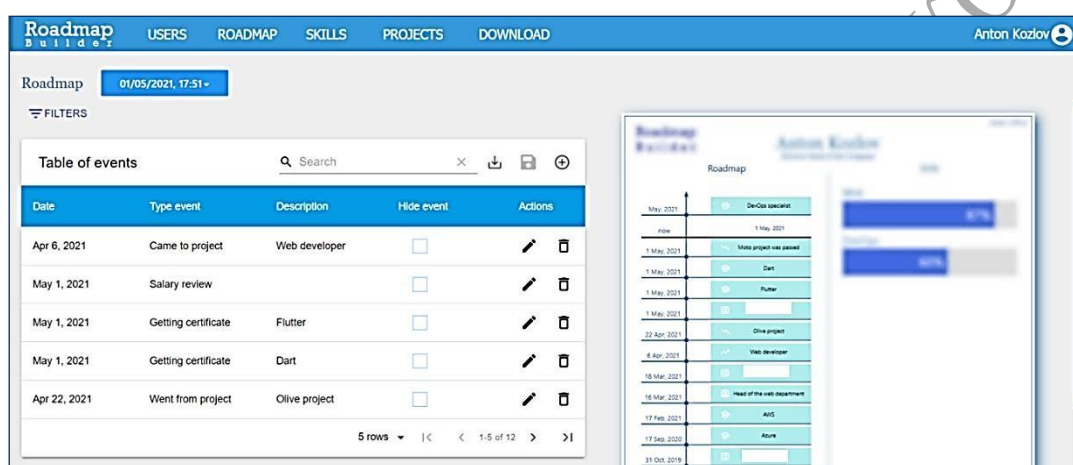 Roadmap
Builder
USERS ROADMAP SKILLS PROJECTS DOWNLOAD
Anton Kozlov
Roadmap
01/05/2021, 17:51
FILTERS
Table of events
Search
Date Type event Description Hide event Actions
Apr 6, 2021 Came to project Web developer
May 1, 2021 Salary review
May 1, 2021 Getting certificate Flutter
May 1, 2021 Getting certificate Dart
Apr 22, 2021 Went from project Olive project
5 rows 1-5 of 12
Roadmap
Builder
Anton Kozlov
Roadmap
May, 2021 DevOps specialist
now 1 May, 2021
1 May, 2021 Moto project was passed
1 May, 2021 Dart
1 May, 2021 Flutter
1 May, 2021
22 Apr, 2021 Olive project
6 Apr, 2021 Web developer
18 Mar, 2021
16 Mar, 2021 Head of the web department
17 Feb, 2021 AWS
17 Sep, 2020 Azure
31 Oct, 2019